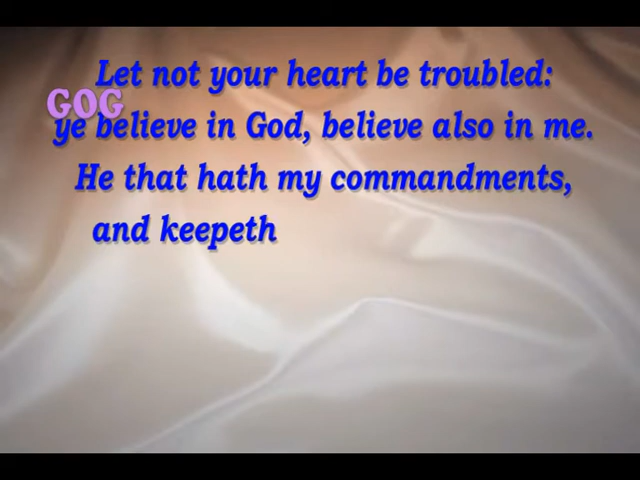 Let not your heart be troubled:
GOG
ye believe in God, believe also in me.
He that hath my commandments,
and keepeth